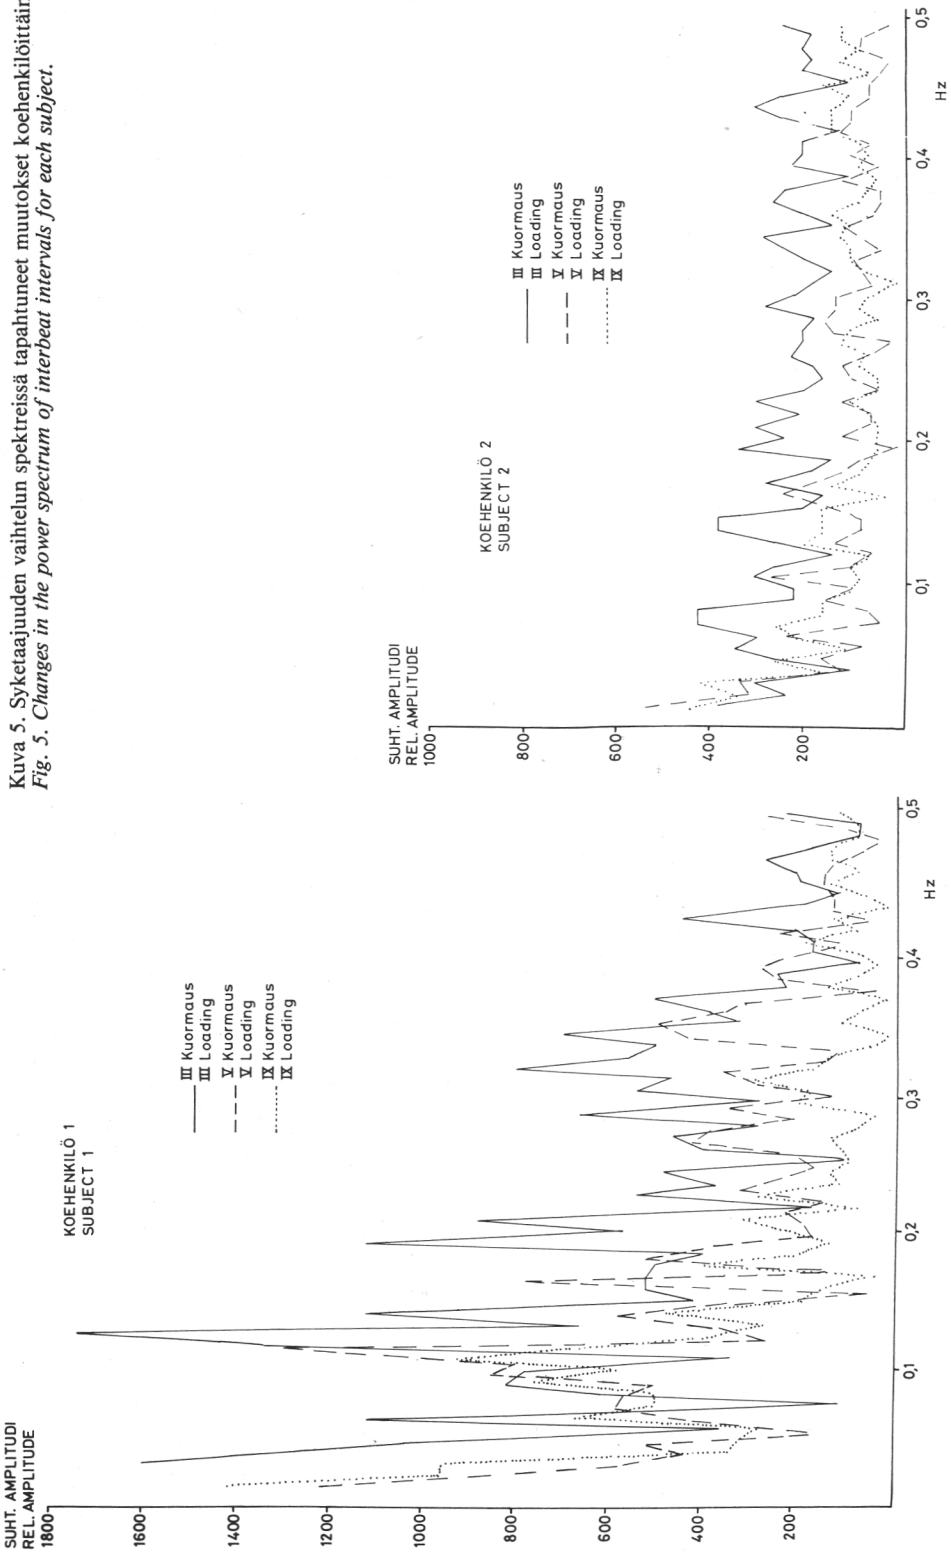 Kuva 5. Syketaajuuden vaihtelun spektreissä tapahtuneet muutokset koehenkilöittäin
Fig. 5. Changes in the power spectrum of interbeat intervals for each subject.
SUHT. AMPLITUDI
REL. AMPLITUDE
1800
1600
1400
1200
1000
800
600
400
200
KOEHENKILÖ 1
SUBJECT 1
III Kuormaus
III Loading
V Kuormaus
V Loading
IX Kuormaus
IX Loading
0,1
0,2
0,3
0,4
0,5
Hz
SUHT. AMPLITUDI
REL. AMPLITUDE
1000
800
600
400
200
KOEHENKILÖ 2
SUBJECT 2
III Kuormaus
III Loading
V Kuormaus
V Loading
IX Kuormaus
IX Loading
0,1
0,2
0,3
0,4
0,5
Hz